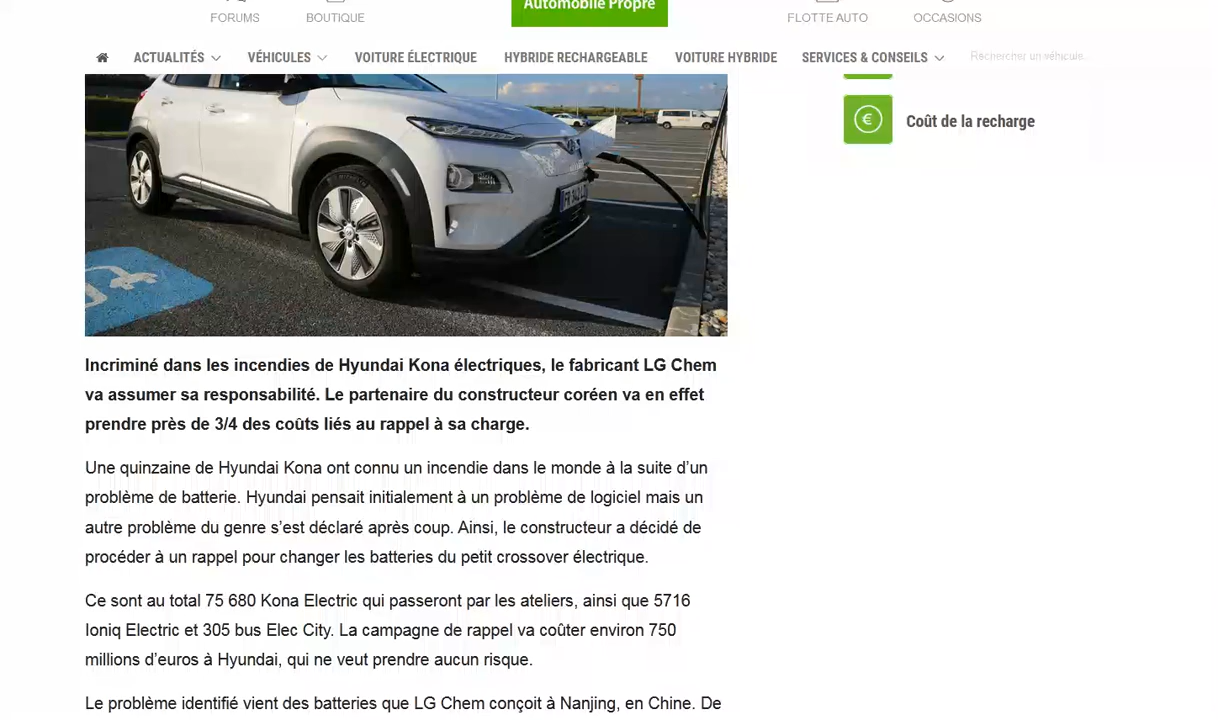 Automobile Propre
FORUMS
BOUTIQUE
FLOTTE AUTO
OCCASIONS
ACTUALITÉS
VÉHICULES
VOITURE ÉLECTRIQUE
HYBRIDE RECHARGEABLE
VOITURE HYBRIDE
SERVICES & CONSEILS
Rechercher un véhicule...
Coût de la recharge
Incriminé dans les incendies de Hyundai Kona électriques, le fabricant LG Chem
va assumer sa responsabilité. Le partenaire du constructeur coréen va en effet
prendre près de 3/4 des coûts liés au rappel à sa charge.
Une quinzaine de Hyundai Kona ont connu un incendie dans le monde à la suite d’un
problème de batterie. Hyundai pensait initialement à un problème de logiciel mais un
autre problème du genre s’est déclaré après coup. Ainsi, le constructeur a décidé de
procéder à un rappel pour changer les batteries du petit crossover électrique.
Ce sont au total 75 680 Kona Electric qui passeront par les ateliers, ainsi que 5716
Ioniq Electric et 305 bus Elec City. La campagne de rappel va coûter environ 750
millions d’euros à Hyundai, qui ne veut prendre aucun risque.
Le problème identifié vient des batteries que LG Chem conçoit à Nanjing, en Chine. De